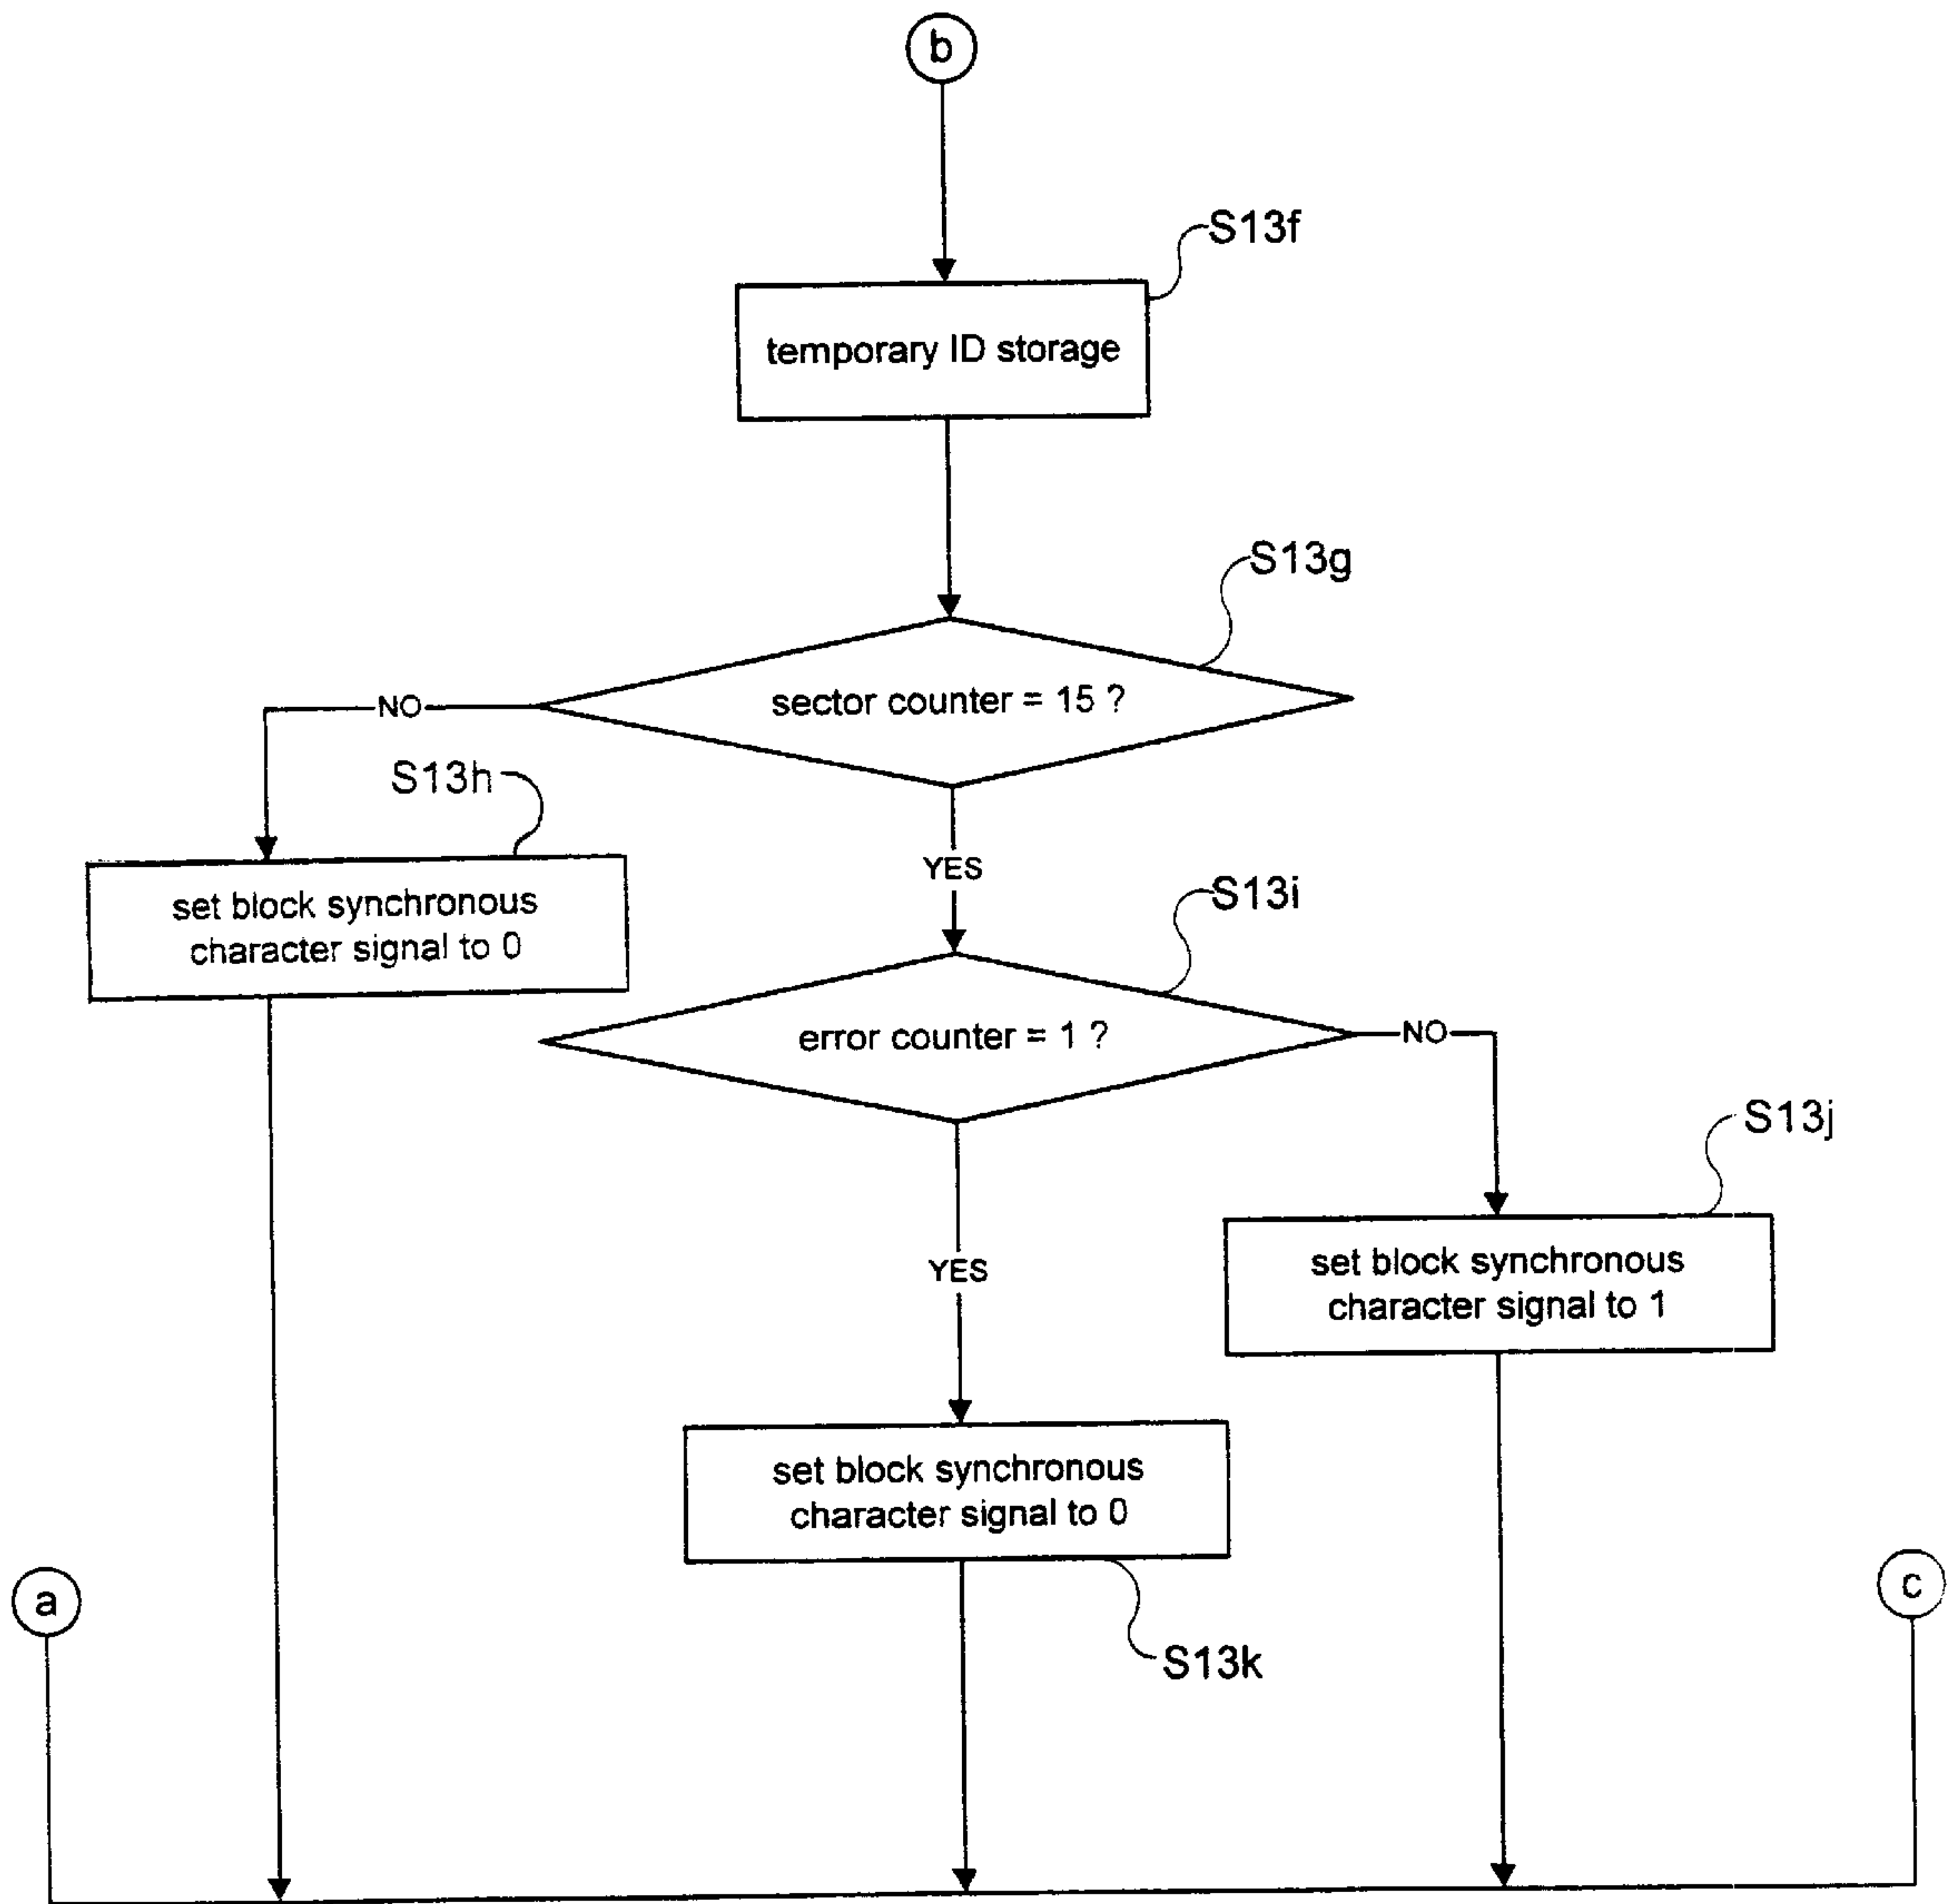 b
S13f
temporary ID storage
S13g
sector counter = 15 ?
NO
S13h
YES
set block synchronous
character signal to 0
S13i
error counter = 1 ?
NO
S13j
YES
set block synchronous
character signal to 1
set block synchronous
character signal to 0
a
c
S13k